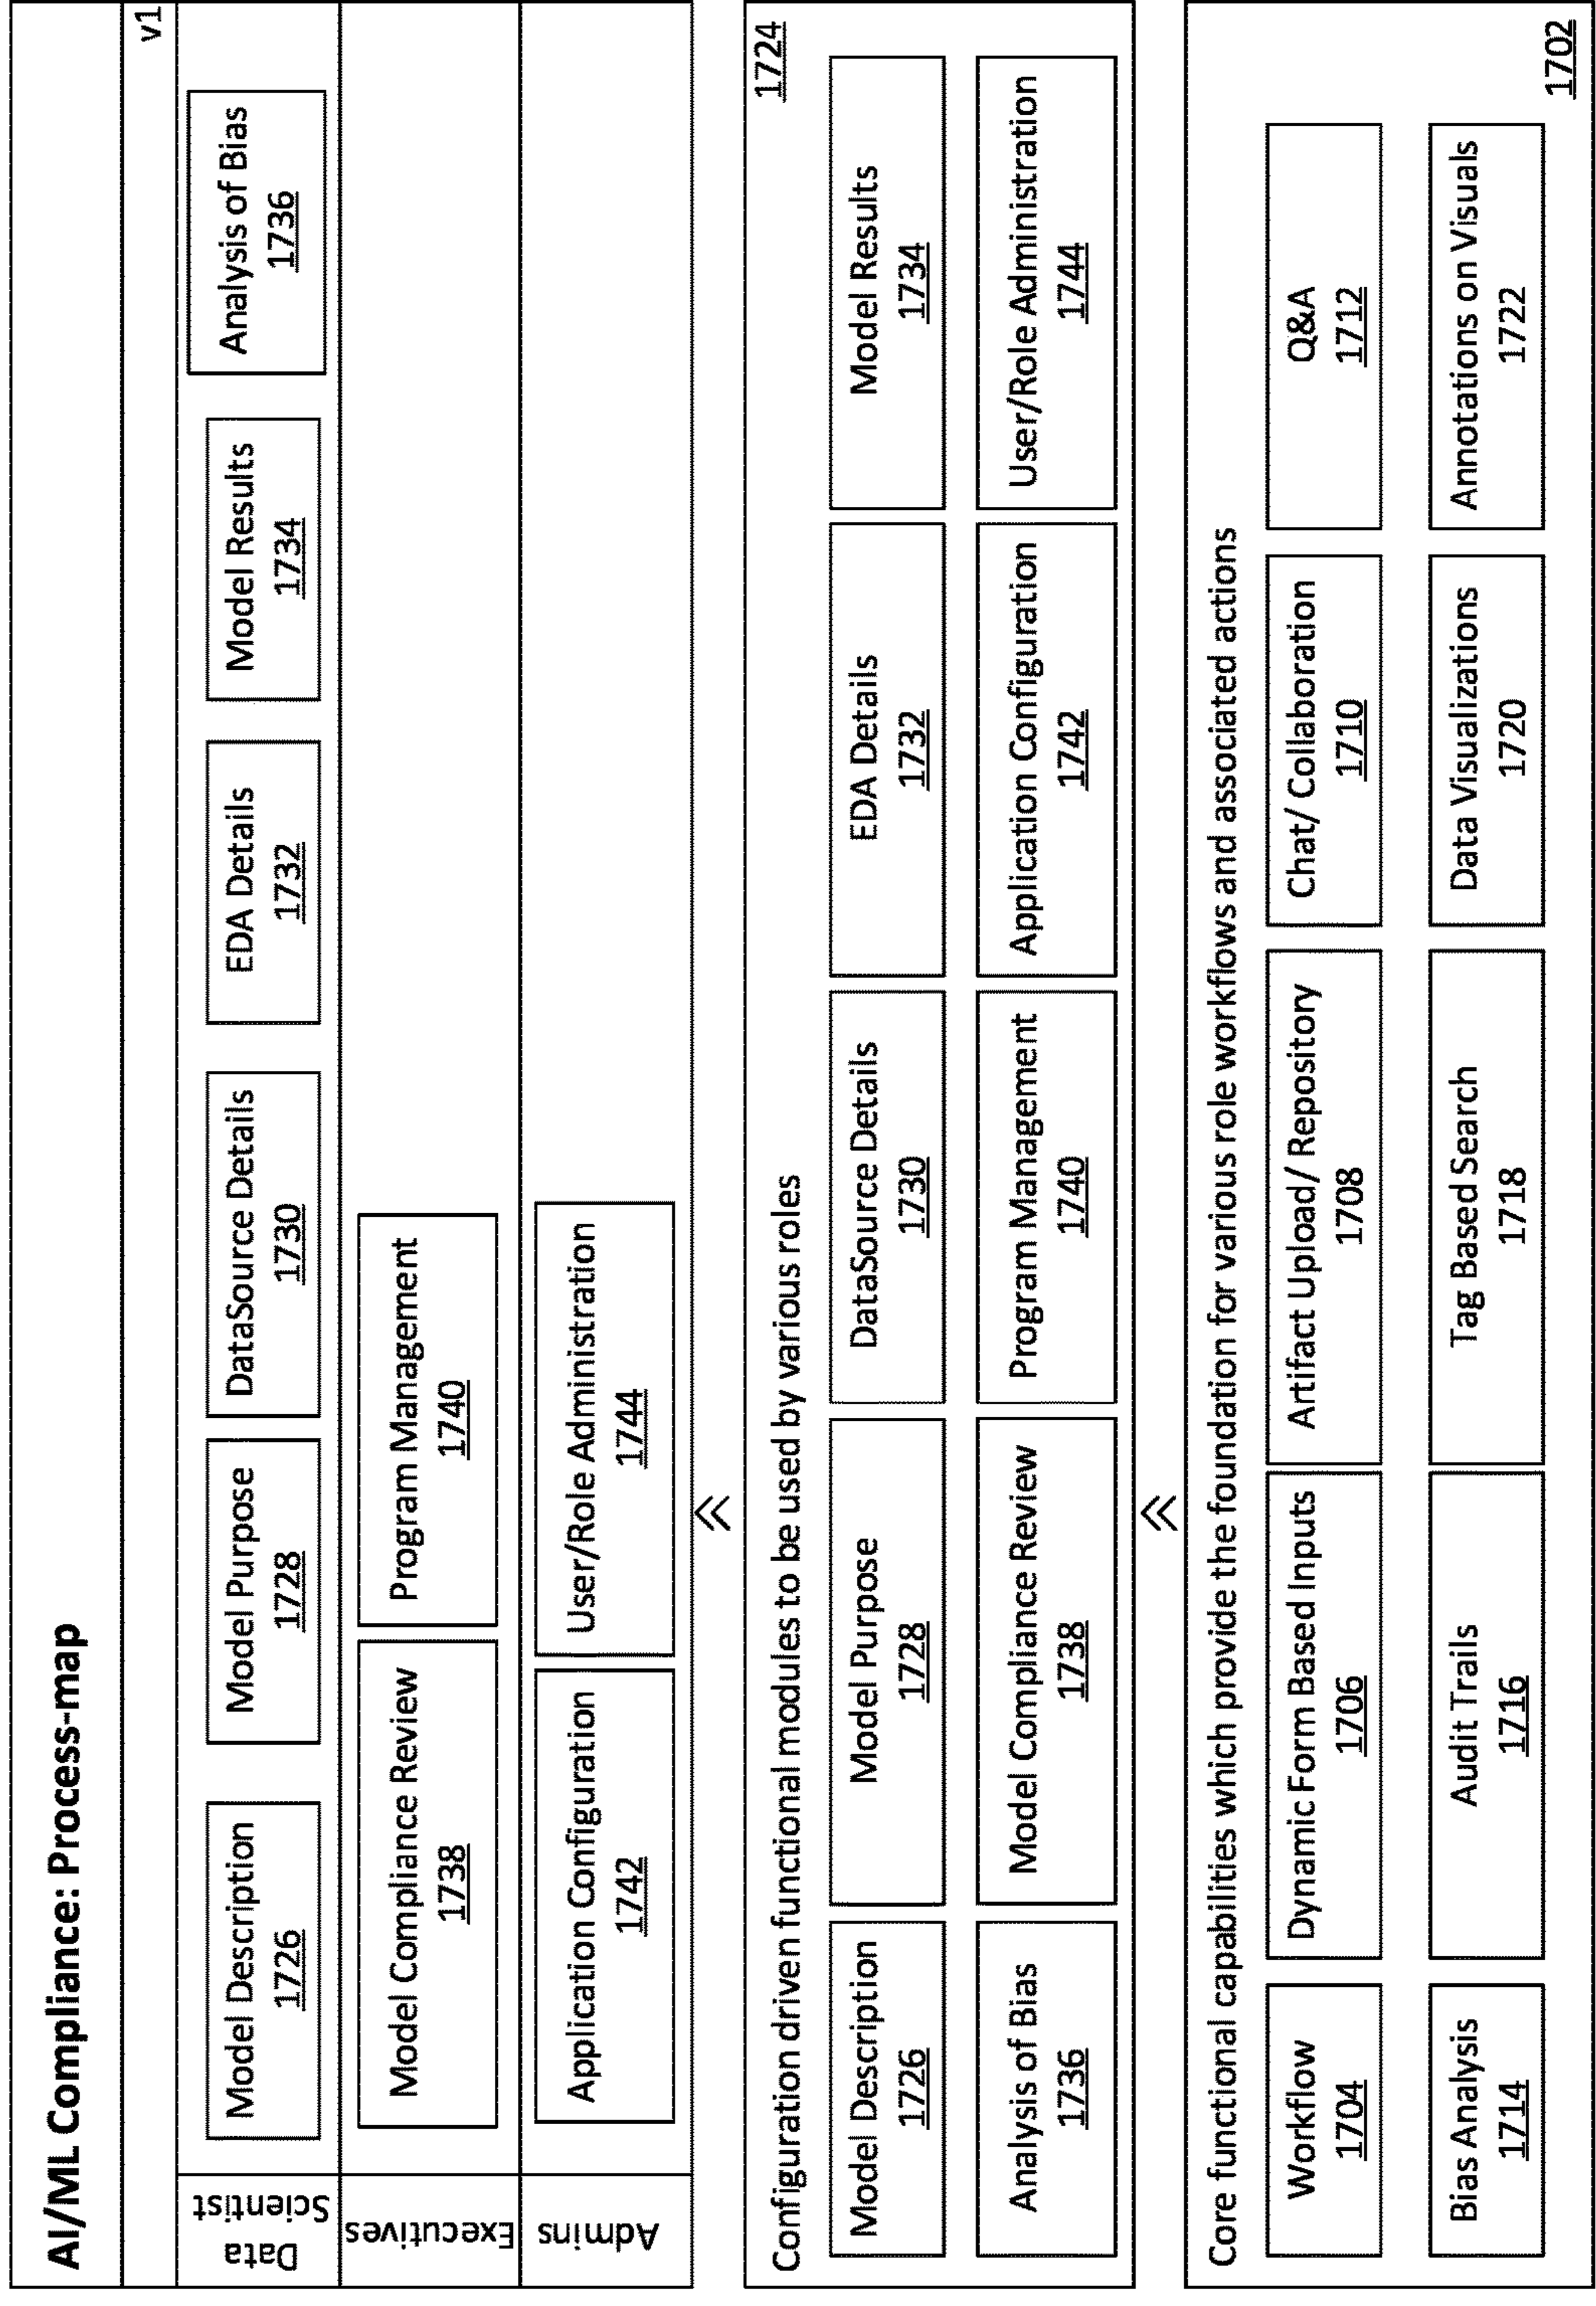 AI/ML Compliance: Process-map
v1
Data
Scientist
Model Description
1726
Model Purpose
1728
DataSource Details
1730
EDA Details
1732
Model Results
1734
Analysis of Bias
1736
Executives
Model Compliance Review
1738
Program Management
1740
Admins
Application Configuration
1742
User/Role Administration
1744
1724
Configuration driven functional modules to be used by various roles
Model Description
1726
Model Purpose
1728
DataSource Details
1730
EDA Details
1732
Model Results
1734
Analysis of Bias
1736
Model Compliance Review
1738
Program Management
1740
Application Configuration
1742
User/Role Administration
1744
Core functional capabilities which provide the foundation for various role workflows and associated actions
Workflow
1704
Dynamic Form Based Inputs
1706
Artifact Upload/ Repository
1708
Chat/ Collaboration
1710
Q&A
1712
Bias Analysis
1714
Audit Trails
1716
Tag Based Search
1718
Data Visualizations
1720
Annotations on Visuals
1722
1702